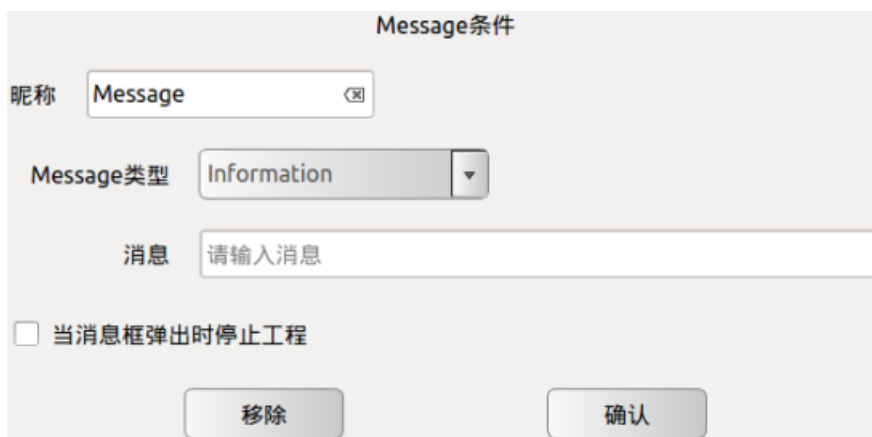 Message条件
昵称 Message
Message类型 Information
消息 请输入消息
当消息框弹出时停止工程
移除 确认